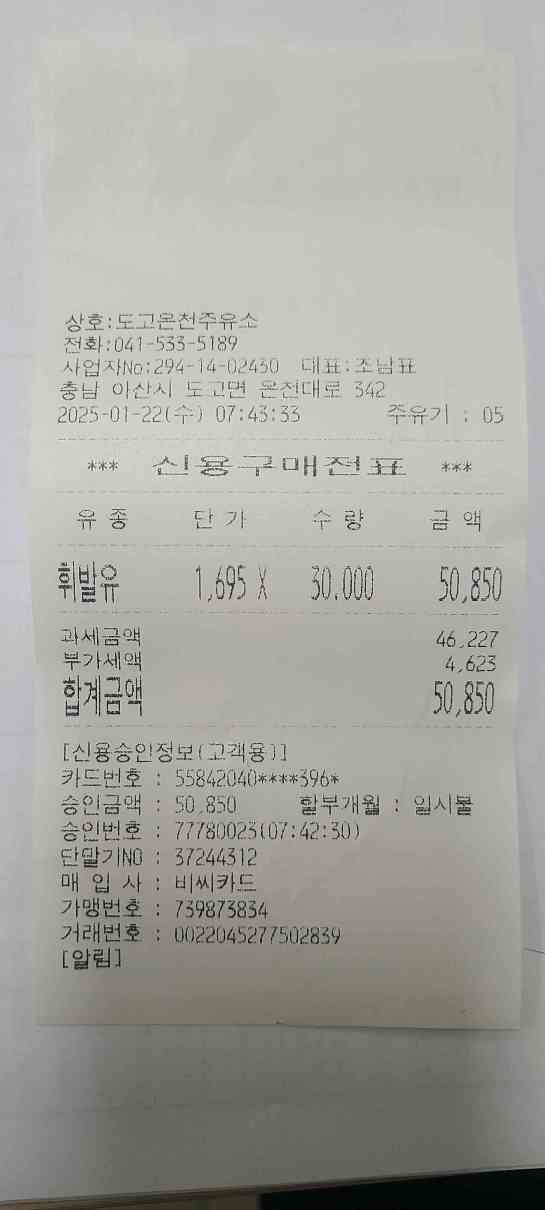 상호:도고온천주유소
전화:041-533-5189
사업자No:294-14-02430 대표:조남표
충남 아산시 도고면 온천대로 342
2025-01-22(수) 07:43:33 주유기 : 05
*** 신용구매전표 ***
유 종 단 가 수 량 금 액
휘발유 1,695 X 30.000 50,850
과세금액 46,227
부가세액 4,623
합계금액 50,850
[신용승인정보(고객용)]
카드번호 : 55842040****396*
승인금액 : 50,850 할부개월 : 일시불
승인번호 : 77780023(07:42:30)
단말기NO : 37244312
매 입 사 : 비씨카드
가맹번호 : 739873834
거래번호 : 0022045277502839
[알림]